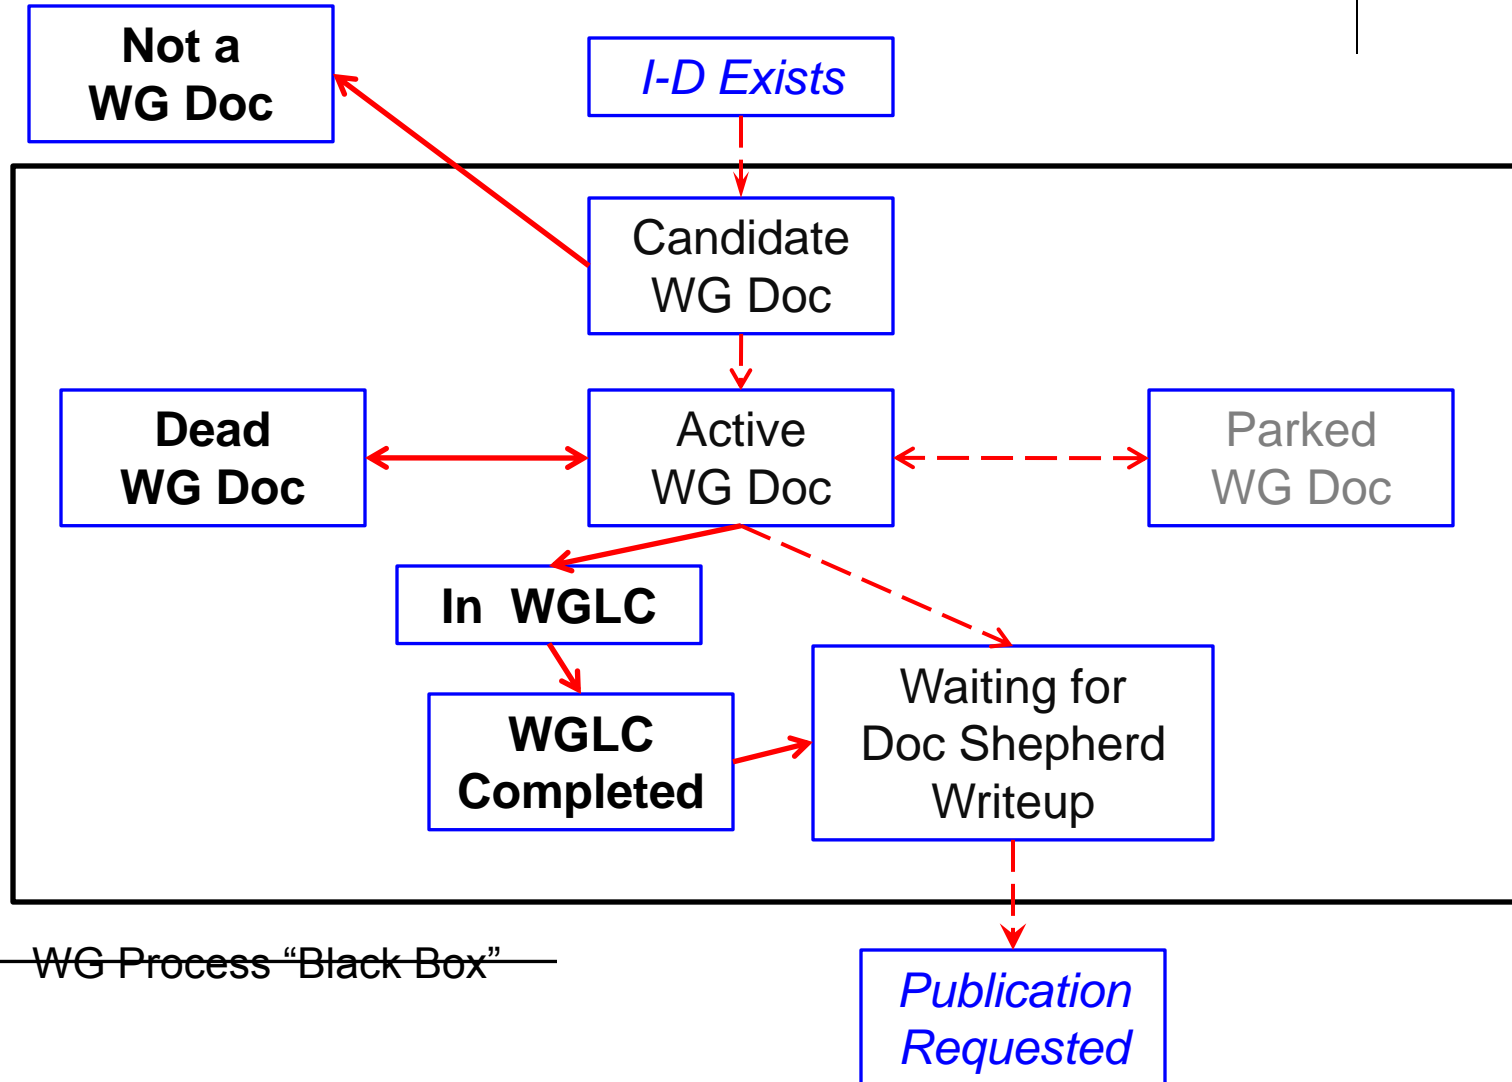 Not a
WG Doc
I-D Exists
Candidate
WG Doc
Dead
WG Doc
Active
WG Doc
Parked
WG Doc
In  WGLC
WGLC
Completed
Waiting for
Doc Shepherd
Writeup
WG Process “Black Box”
Publication
Requested